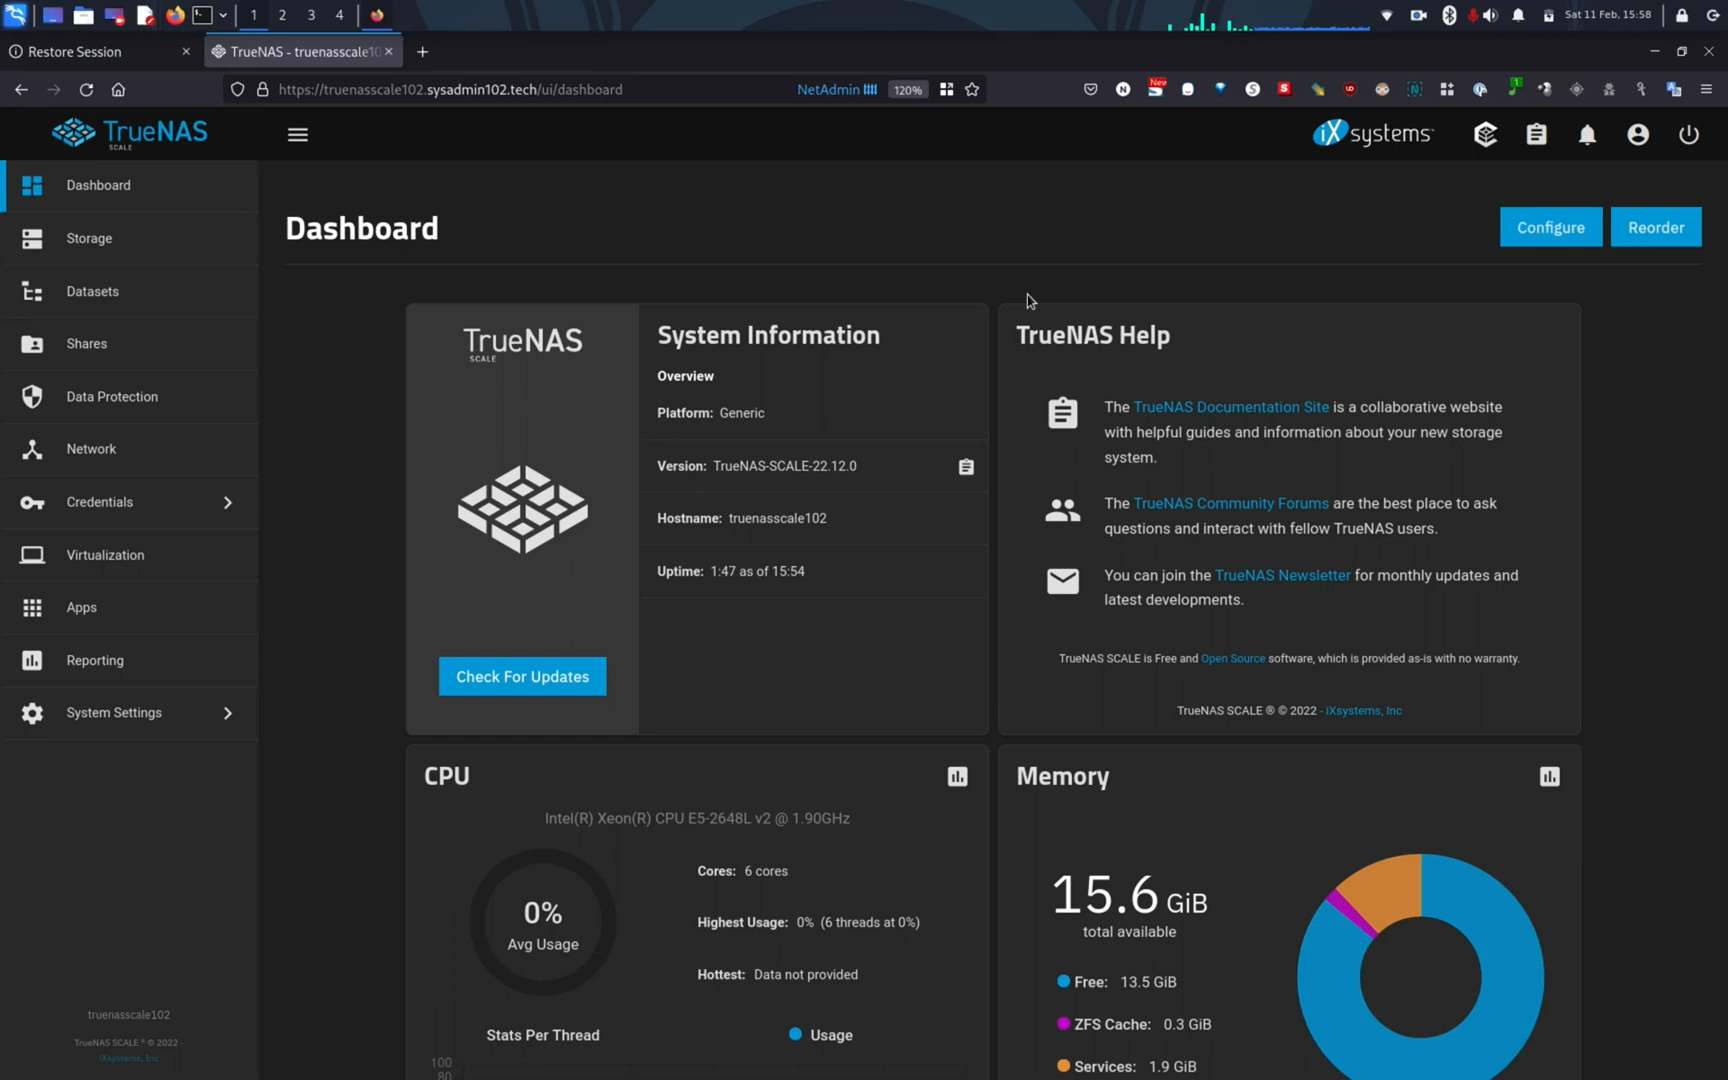 1 2 3 4
Sat 11 Feb, 15:58
Restore Session
TrueNAS - truenasscale10
https://truenasscale102.sysadmin102.tech/ui/dashboard
NetAdmin
120%
New
TrueNAS
SCALE
iXsystems
Dashboard
Storage
Datasets
Shares
Data Protection
Network
Credentials
Virtualization
Apps
Reporting
System Settings
truenasscale102
TrueNAS SCALE ® © 2022 -
iXsystems, Inc
Dashboard
Configure
Reorder
TrueNAS
SCALE
Check For Updates
System Information
Overview
Platform: Generic
Version: TrueNAS-SCALE-22.12.0
Hostname: truenasscale102
Uptime: 1:47 as of 15:54
TrueNAS Help
The TrueNAS Documentation Site is a collaborative website
with helpful guides and information about your new storage
system.
The TrueNAS Community Forums are the best place to ask
questions and interact with fellow TrueNAS users.
You can join the TrueNAS Newsletter for monthly updates and
latest developments.
TrueNAS SCALE is Free and Open Source software, which is provided as-is with no warranty.
TrueNAS SCALE ® © 2022 - iXsystems, Inc
CPU
Intel(R) Xeon(R) CPU E5-2648L v2 @ 1.90GHz
0%
Avg Usage
Cores: 6 cores
Highest Usage: 0% (6 threads at 0%)
Hottest: Data not provided
Stats Per Thread
Usage
100
80
Memory
15.6 GiB
total available
Free: 13.5 GiB
ZFS Cache: 0.3 GiB
Services: 1.9 GiB